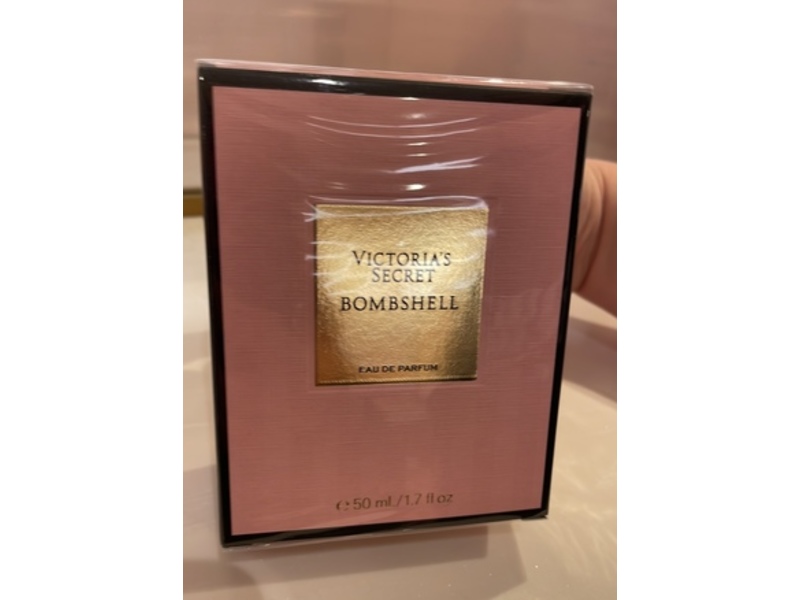 VICTORIA'S
SECRET
BOMBSHELL
EAU DE PARFUM
℮ 50 mL/1.7 fl oz